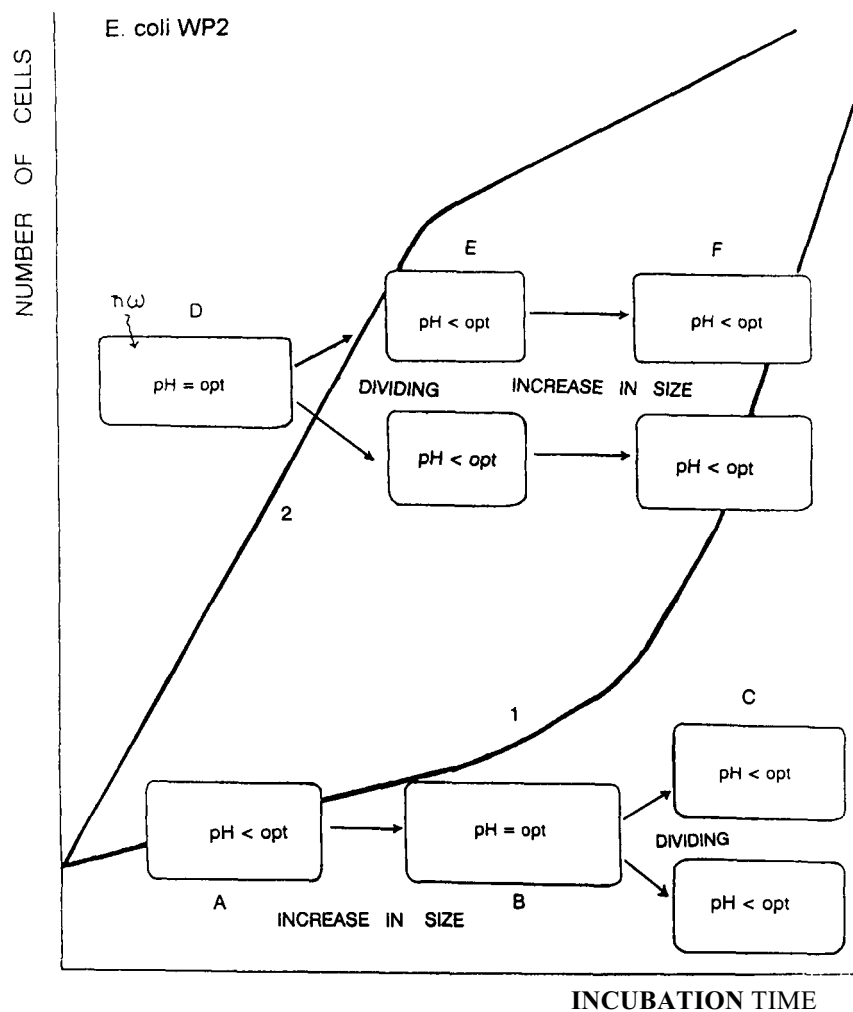 E. coli WP2
NUMBER OF CELLS
E
F
ħω
D
pH < opt
pH < opt
pH = opt
DIVIDING
INCREASE IN SIZE
pH < opt
pH < opt
2
1
C
pH < opt
pH < opt
pH = opt
DIVIDING
pH < opt
A
B
INCREASE IN SIZE
INCUBATION TIME